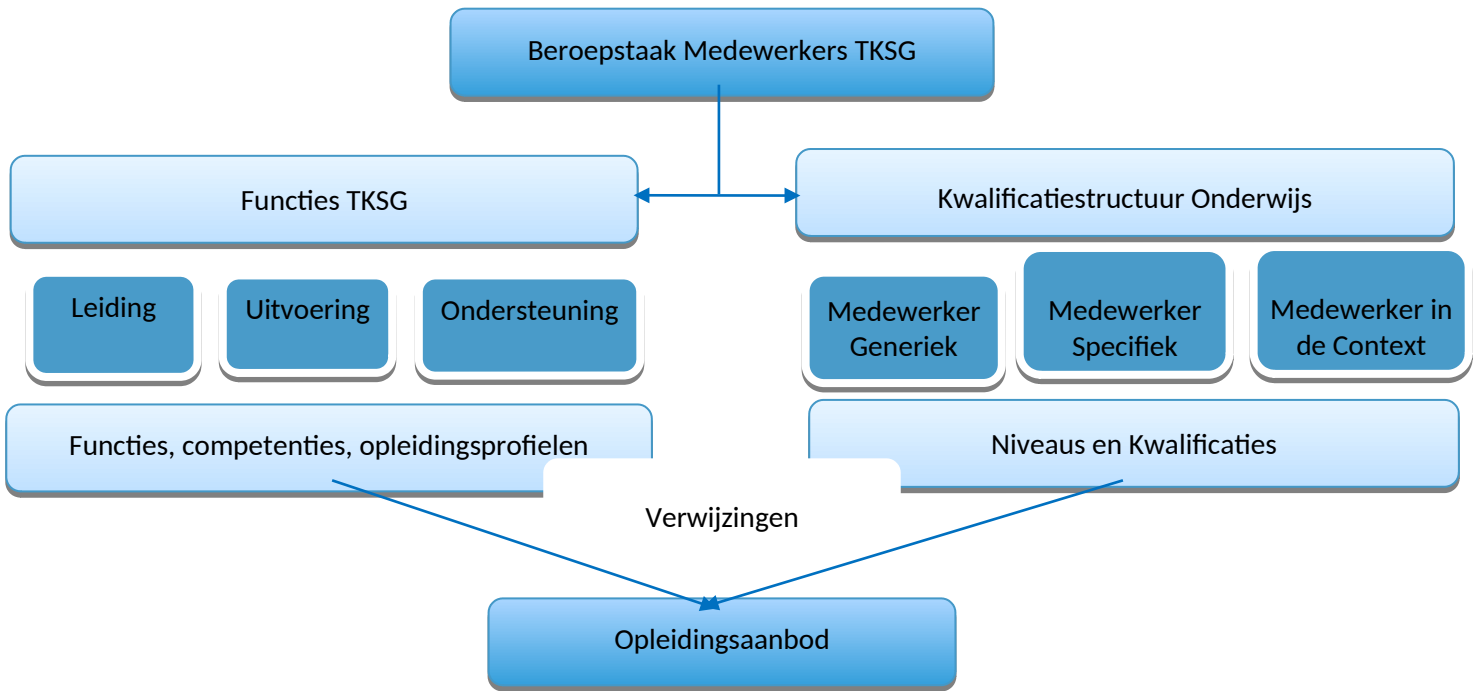 Beroepstaak Medewerkers TKSG
Functies TKSG
Kwalificatiestructuur Onderwijs
Leiding
Uitvoering
Ondersteuning
Medewerker
Generiek
Medewerker
Specifiek
Medewerker in
de Context
Functies, competenties, opleidingsprofielen
Niveaus en Kwalificaties
Verwijzingen
Opleidingsaanbod